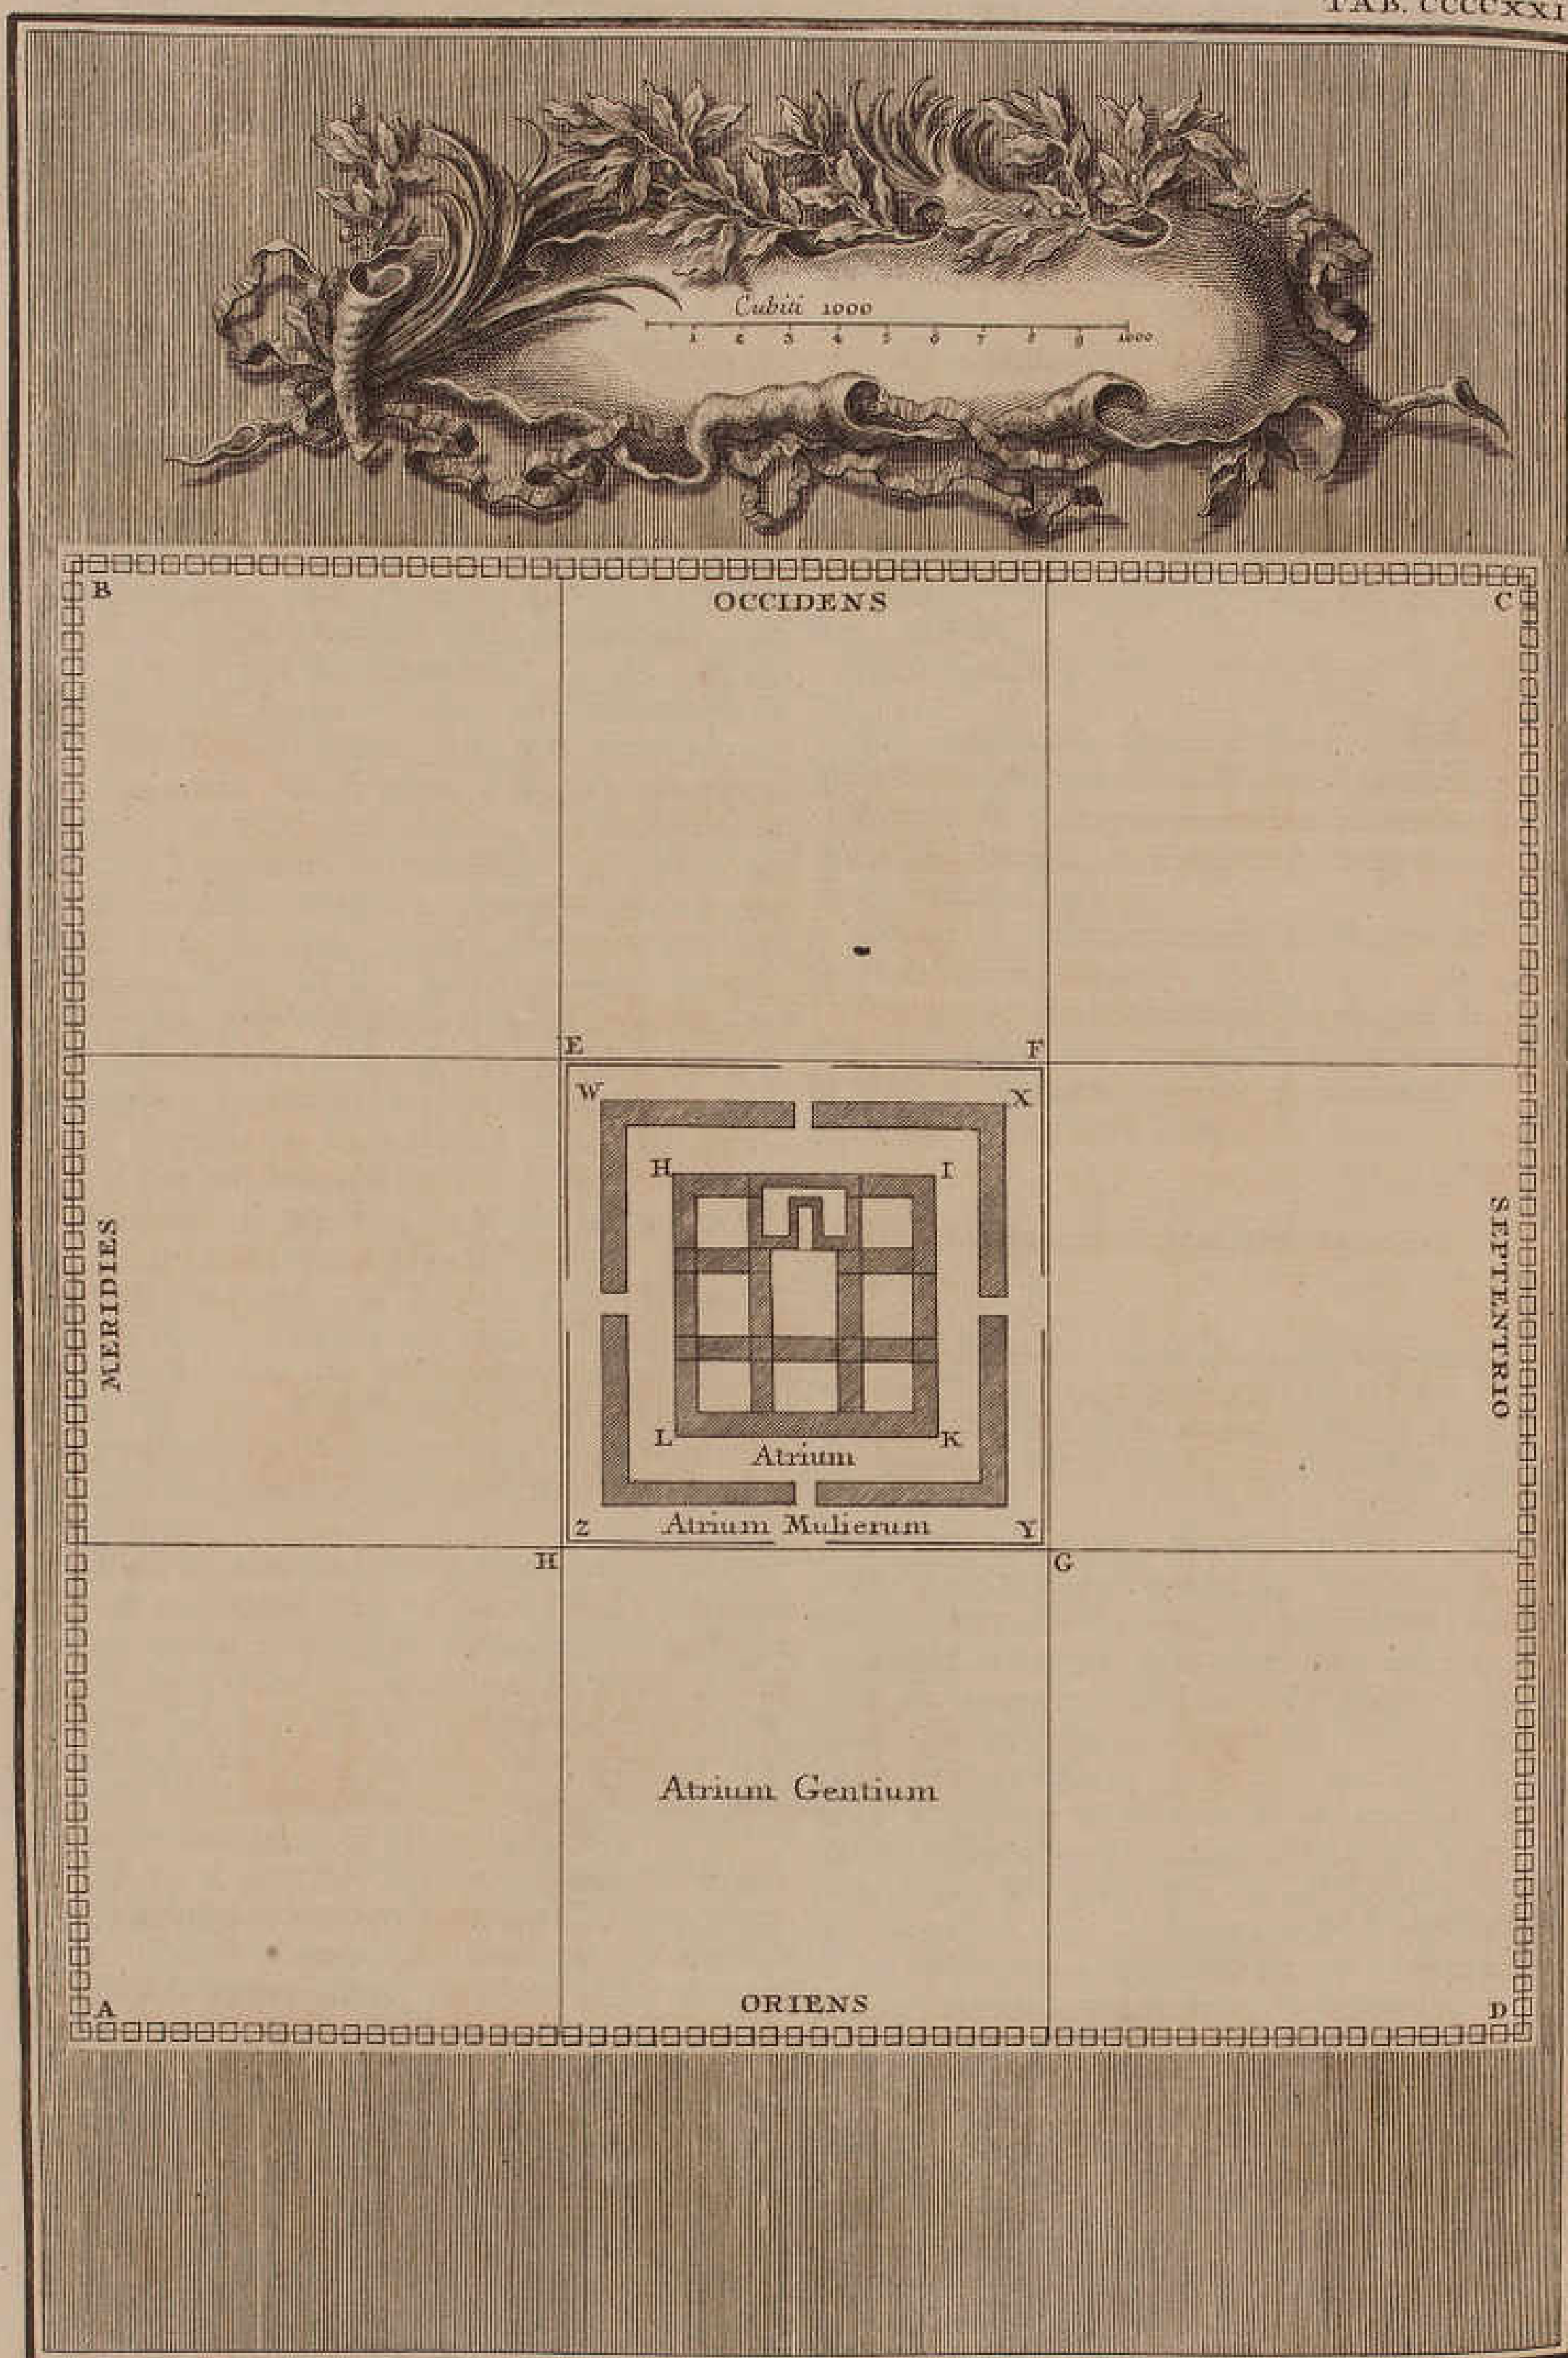 TAB. CCCCXXI
Cubiti 1000
1 2 3 4 5 6 7 8 9 1000
B
OCCIDENS
C
E
F
W
X
H
I
MERIDIES
SEPTENTRIO
L
K
Atrium
Z
Atrium Mulierum
Y
H
G
Atrium Gentium
A
ORIENS
D